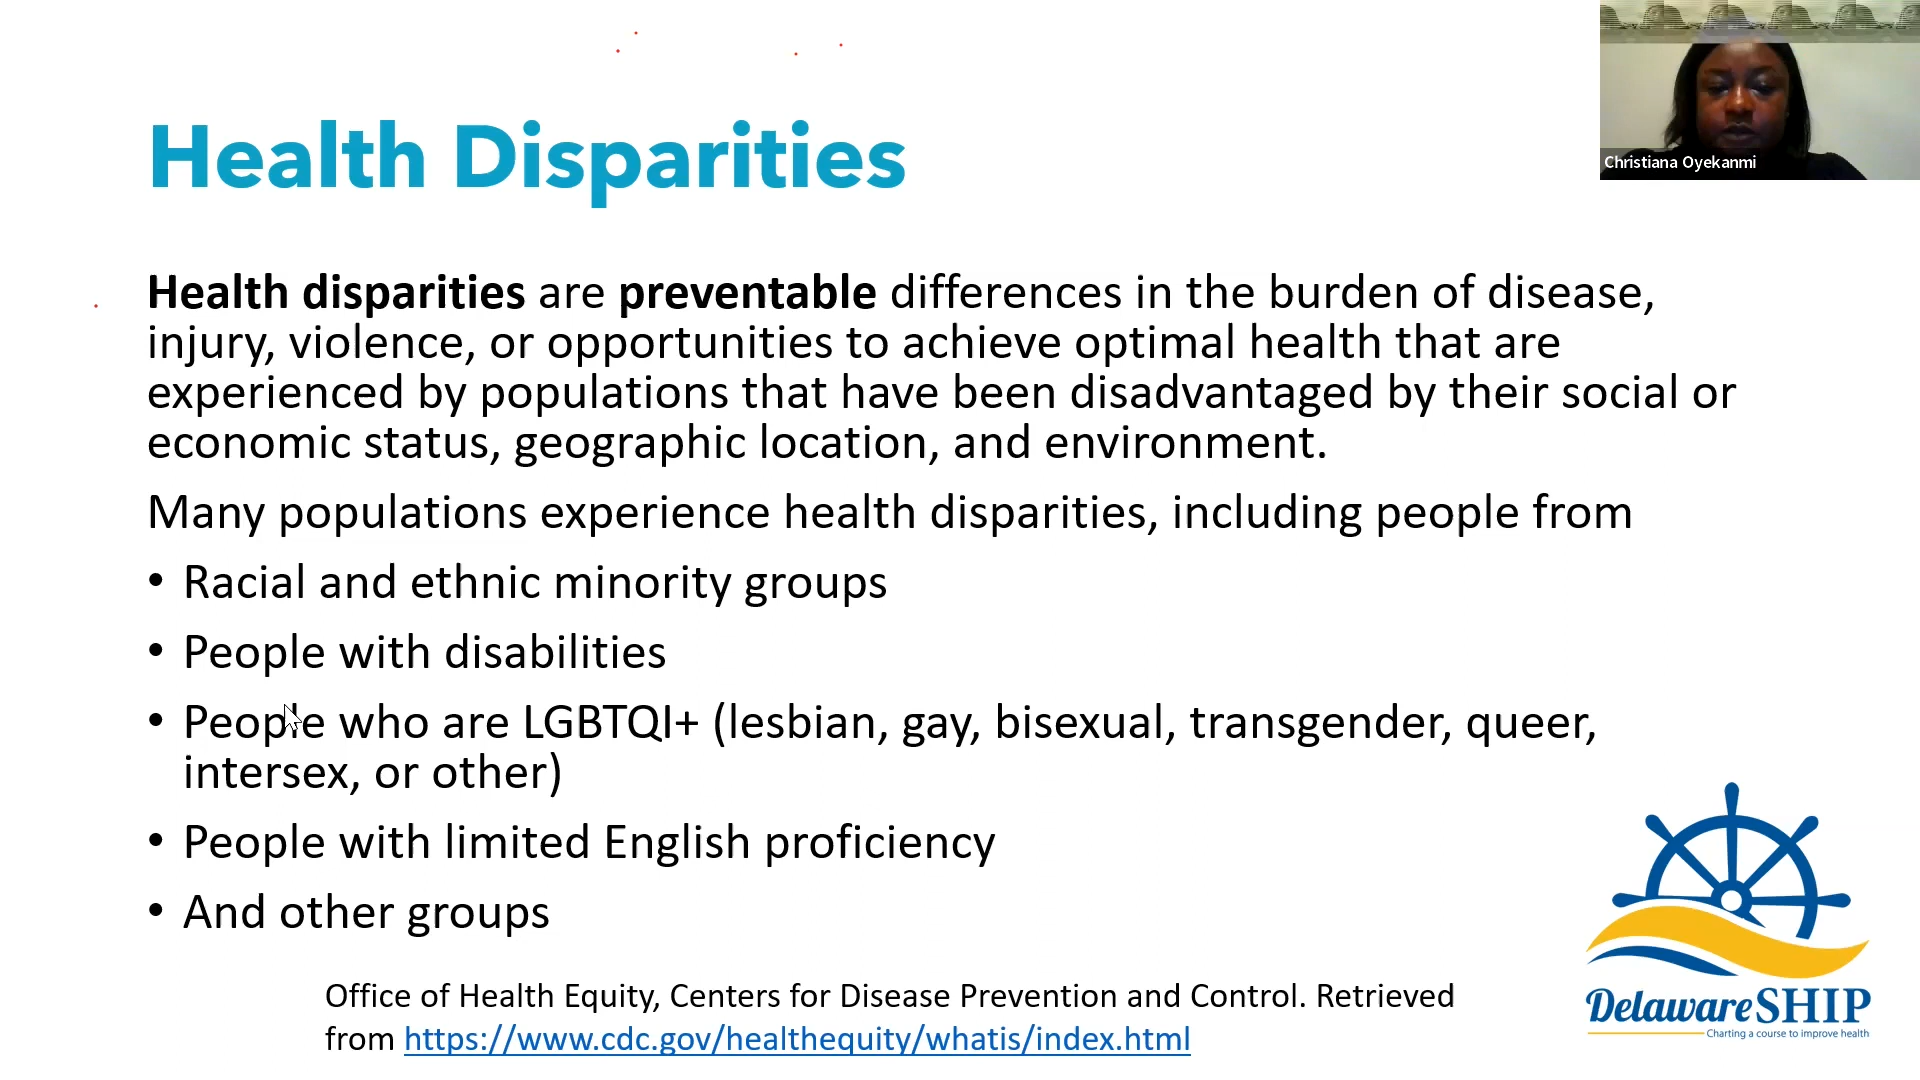 Health Disparities
Christiana Oyekanmi
Health disparities are preventable differences in the burden of disease,
injury, violence, or opportunities to achieve optimal health that are
experienced by populations that have been disadvantaged by their social or
economic status, geographic location, and environment.
Many populations experience health disparities, including people from
• Racial and ethnic minority groups
• People with disabilities
• People who are LGBTQI+ (lesbian, gay, bisexual, transgender, queer,
intersex, or other)
• People with limited English proficiency
• And other groups
Office of Health Equity, Centers for Disease Prevention and Control. Retrieved
from https://www.cdc.gov/healthequity/whatis/index.html
DelawareSHIP
Charting a course to improve health